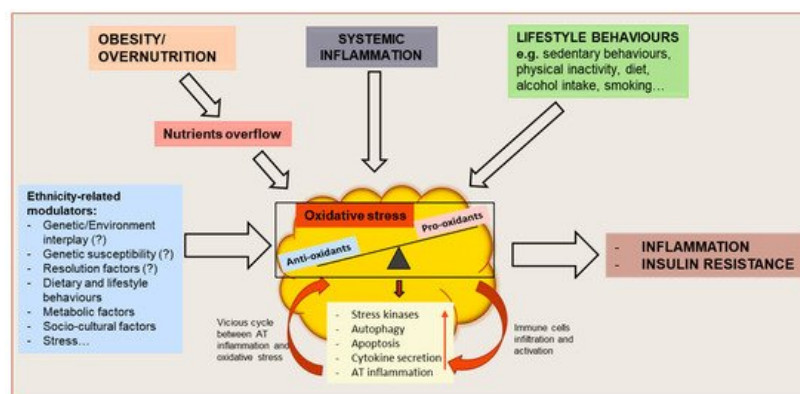 OBESITY/
OVERNUTRITION
SYSTEMIC
INFLAMMATION
LIFESTYLE BEHAVIOURS
e.g. sedentary behaviours,
physical inactivity, diet,
alcohol intake, smoking…
Nutrients overflow
Ethnicity-related
modulators:
- Genetic/Environment
interplay (?)
- Genetic susceptibility (?)
- Resolution factors (?)
- Dietary and lifestyle
behaviours
- Metabolic factors
- Socio-cultural factors
- Stress…
Oxidative stress
Pro-oxidants
Anti-oxidants
- INFLAMMATION
- INSULIN RESISTANCE
Vicious cycle
between AT
inflammation and
oxidative stress
- Stress kinases
- Autophagy
- Apoptosis
- Cytokine secretion
- AT inflammation
Immune cells
infiltration and
activation